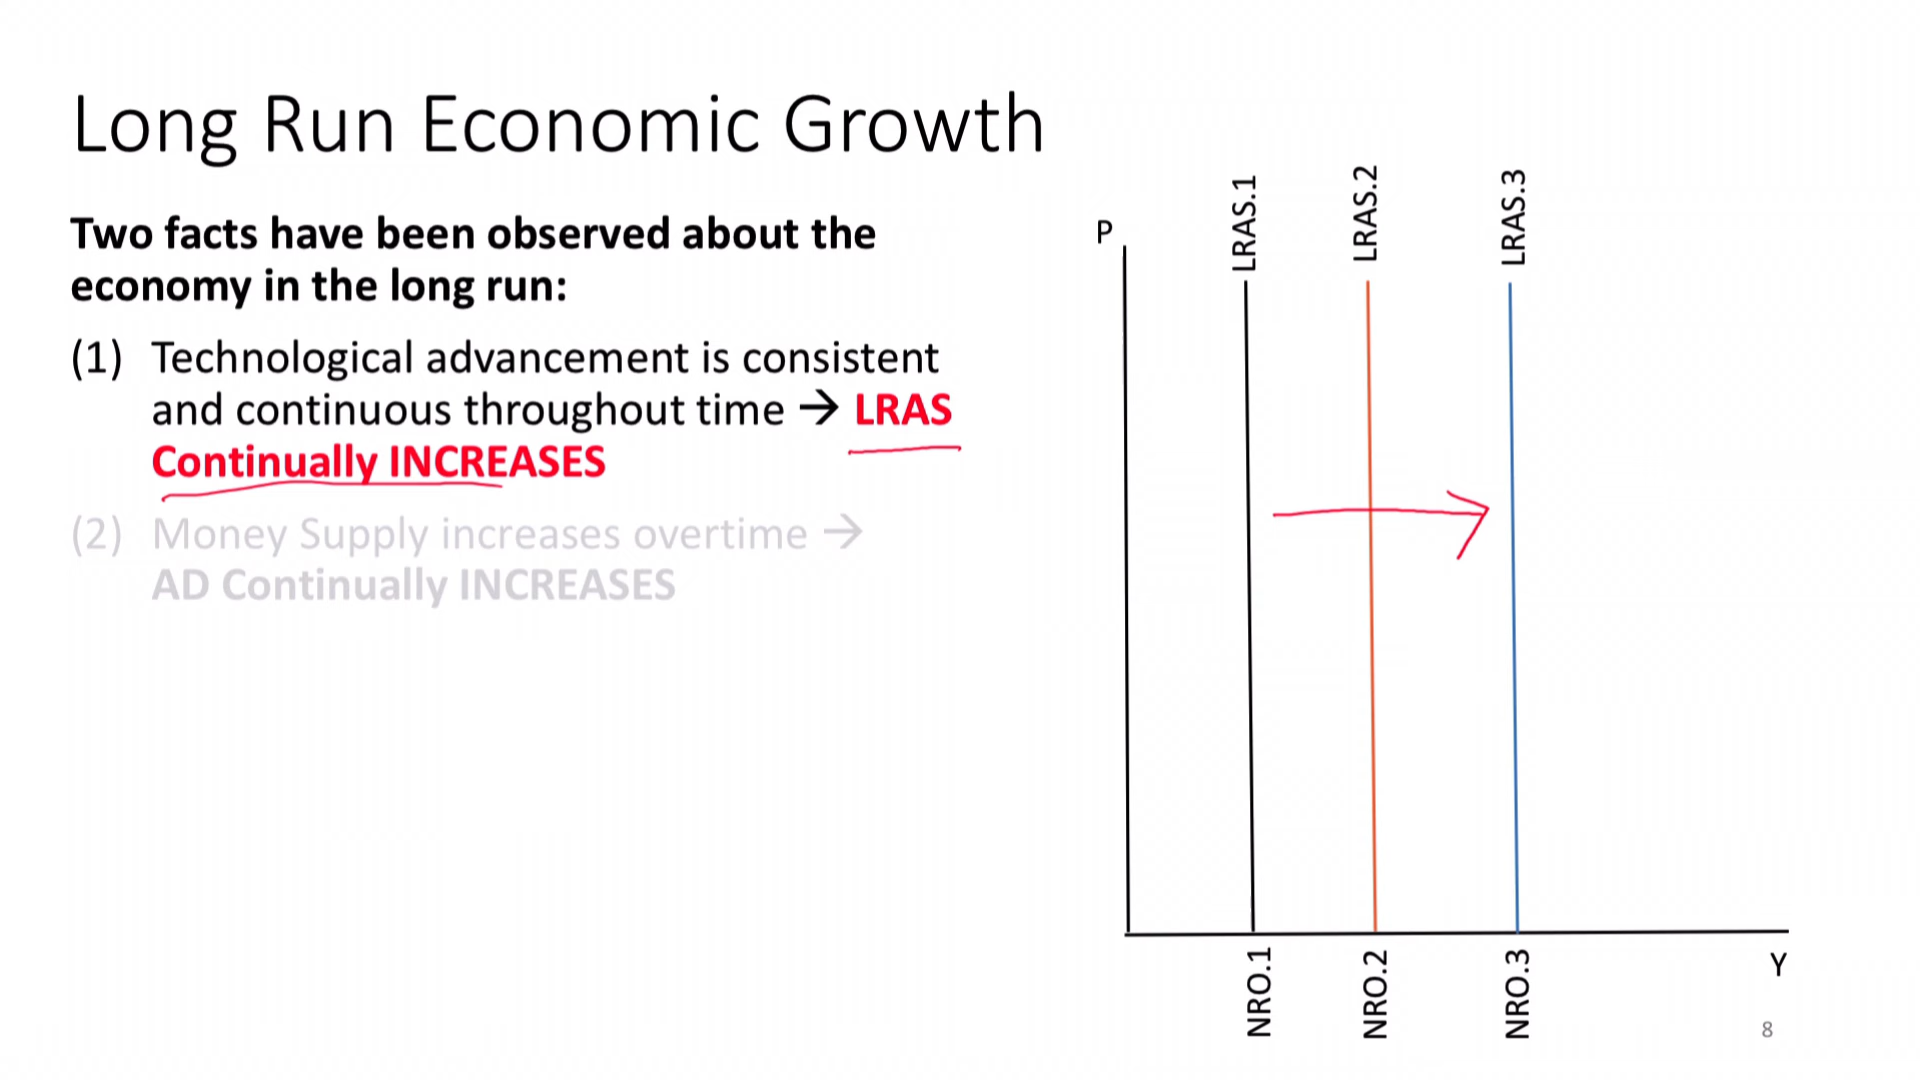 Long Run Economic Growth
Two facts have been observed about the
economy in the long run:
(1) Technological advancement is consistent
and continuous throughout time → LRAS
Continually INCREASES
(2) Money Supply increases overtime →
AD Continually INCREASES
P
LRAS.1
LRAS.2
LRAS.3
NRO.1
NRO.2
NRO.3
Y
8